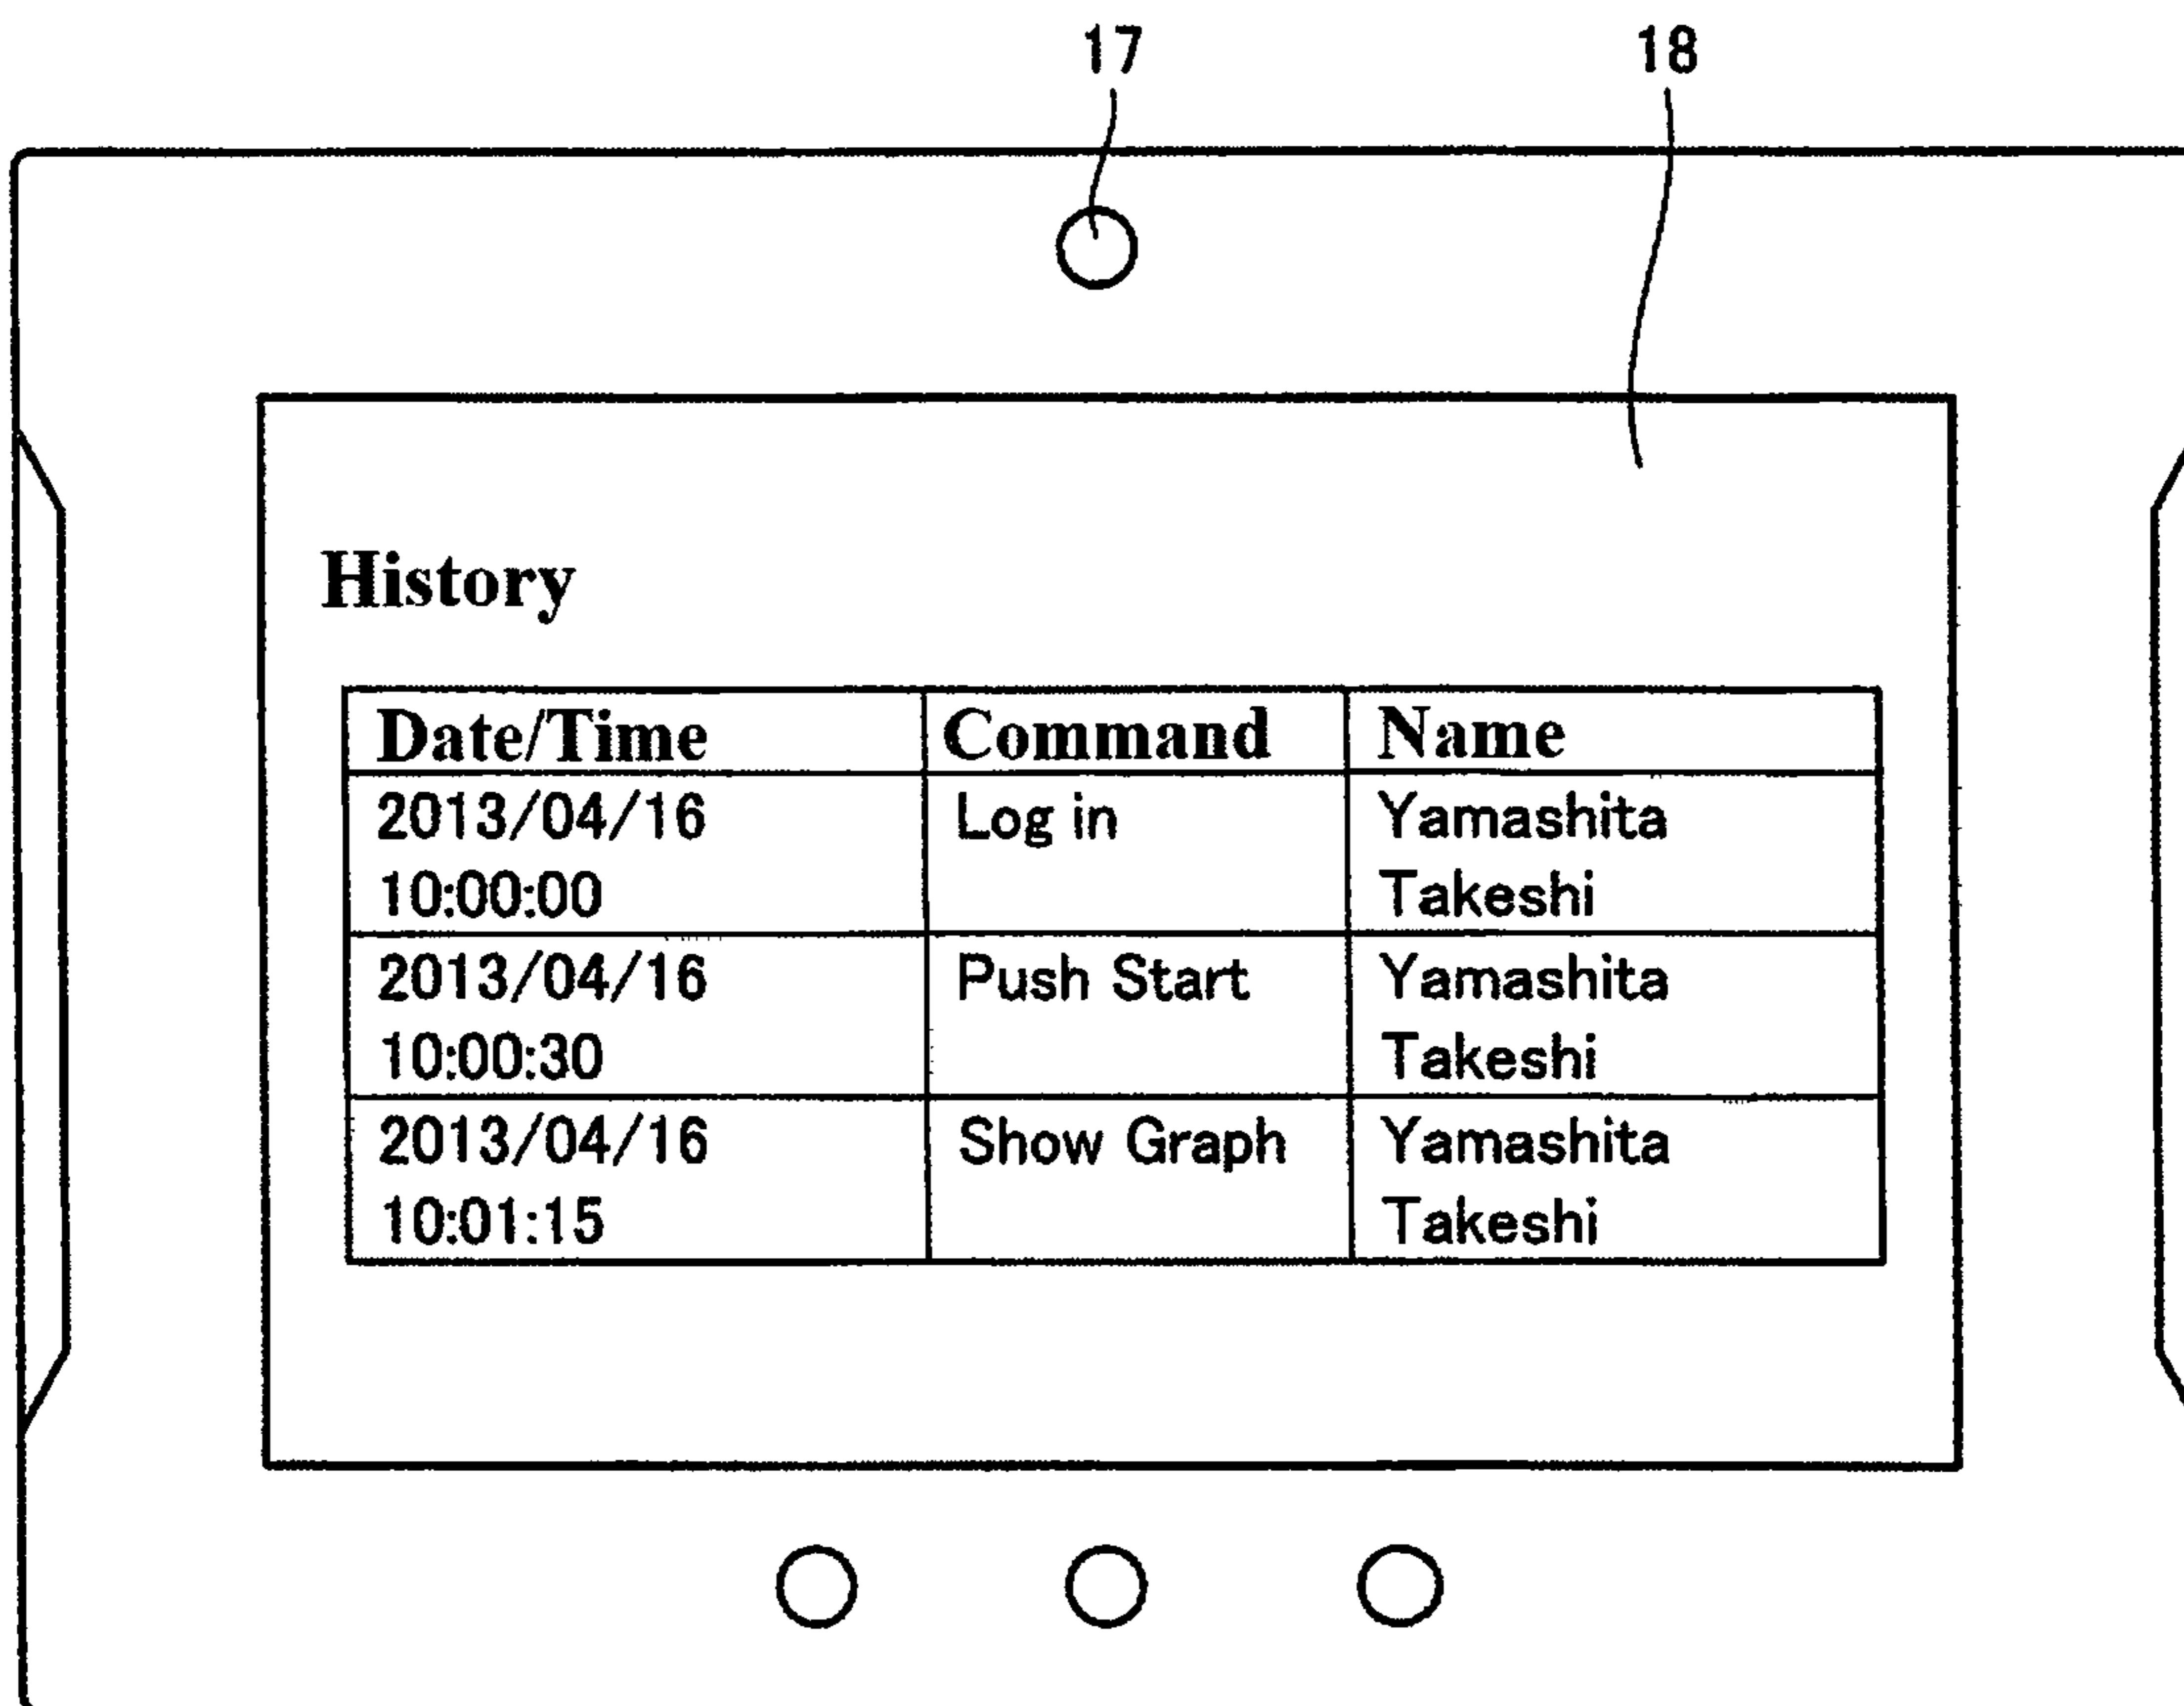 17 18
History
Date/Time Command Name
2013/04/16 Log in Yamashita
10:00:00 Takeshi
2013/04/16 Push Start Yamashita
10:00:30 Takeshi
2013/04/16 Show Graph Yamashita
10:01:15 Takeshi